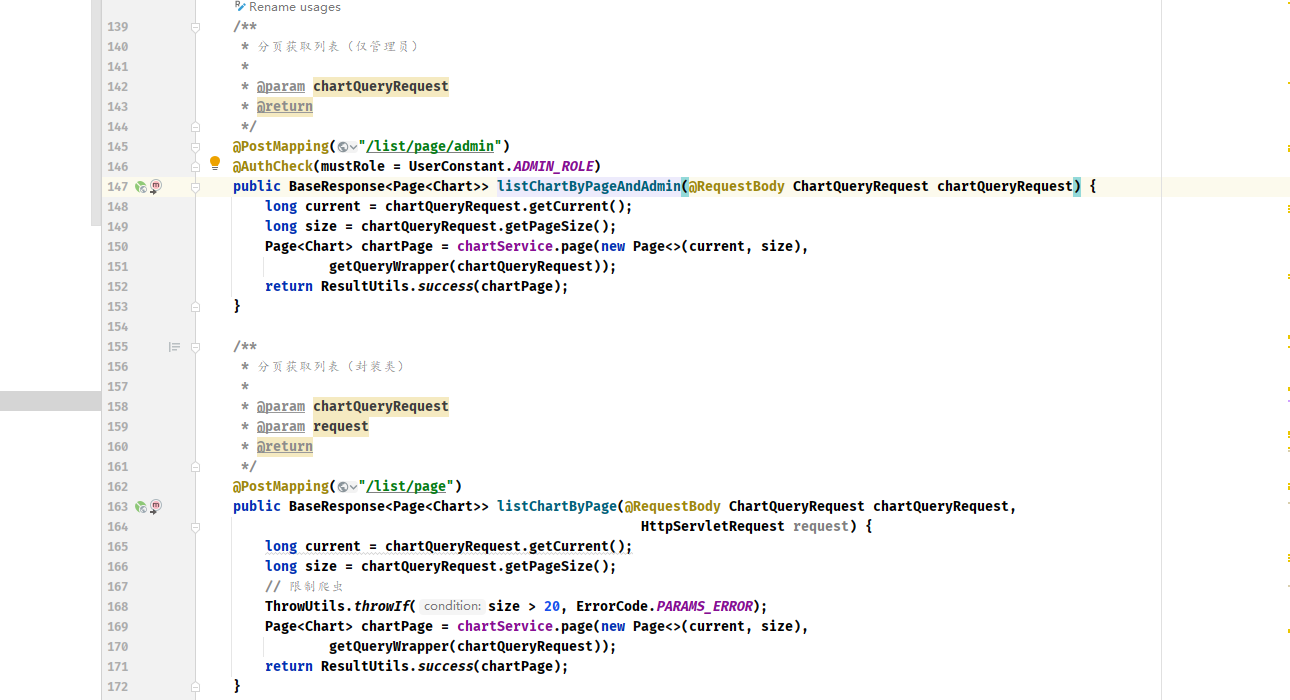 Rename usages
139 /**
140 * 分页获取列表（仅管理员）
141 *
142 * @param chartQueryRequest
143 * @return
144 */
145 @PostMapping("/list/page/admin")
146 @AuthCheck(mustRole = UserConstant.ADMIN_ROLE)
147 public BaseResponse<Page<Chart>> listChartByPageAndAdmin(@RequestBody ChartQueryRequest chartQueryRequest) {
148 long current = chartQueryRequest.getCurrent();
149 long size = chartQueryRequest.getPageSize();
150 Page<Chart> chartPage = chartService.page(new Page<>(current, size),
151 getQueryWrapper(chartQueryRequest));
152 return ResultUtils.success(chartPage);
153 }
154
155 /**
156 * 分页获取列表（封装类）
157 *
158 * @param chartQueryRequest
159 * @param request
160 * @return
161 */
162 @PostMapping("/list/page")
163 public BaseResponse<Page<Chart>> listChartByPage(@RequestBody ChartQueryRequest chartQueryRequest,
164 HttpServletRequest request) {
165 long current = chartQueryRequest.getCurrent();
166 long size = chartQueryRequest.getPageSize();
167 // 限制爬虫
168 ThrowUtils.throwIf( condition: size > 20, ErrorCode.PARAMS_ERROR);
169 Page<Chart> chartPage = chartService.page(new Page<>(current, size),
170 getQueryWrapper(chartQueryRequest));
171 return ResultUtils.success(chartPage);
172 }